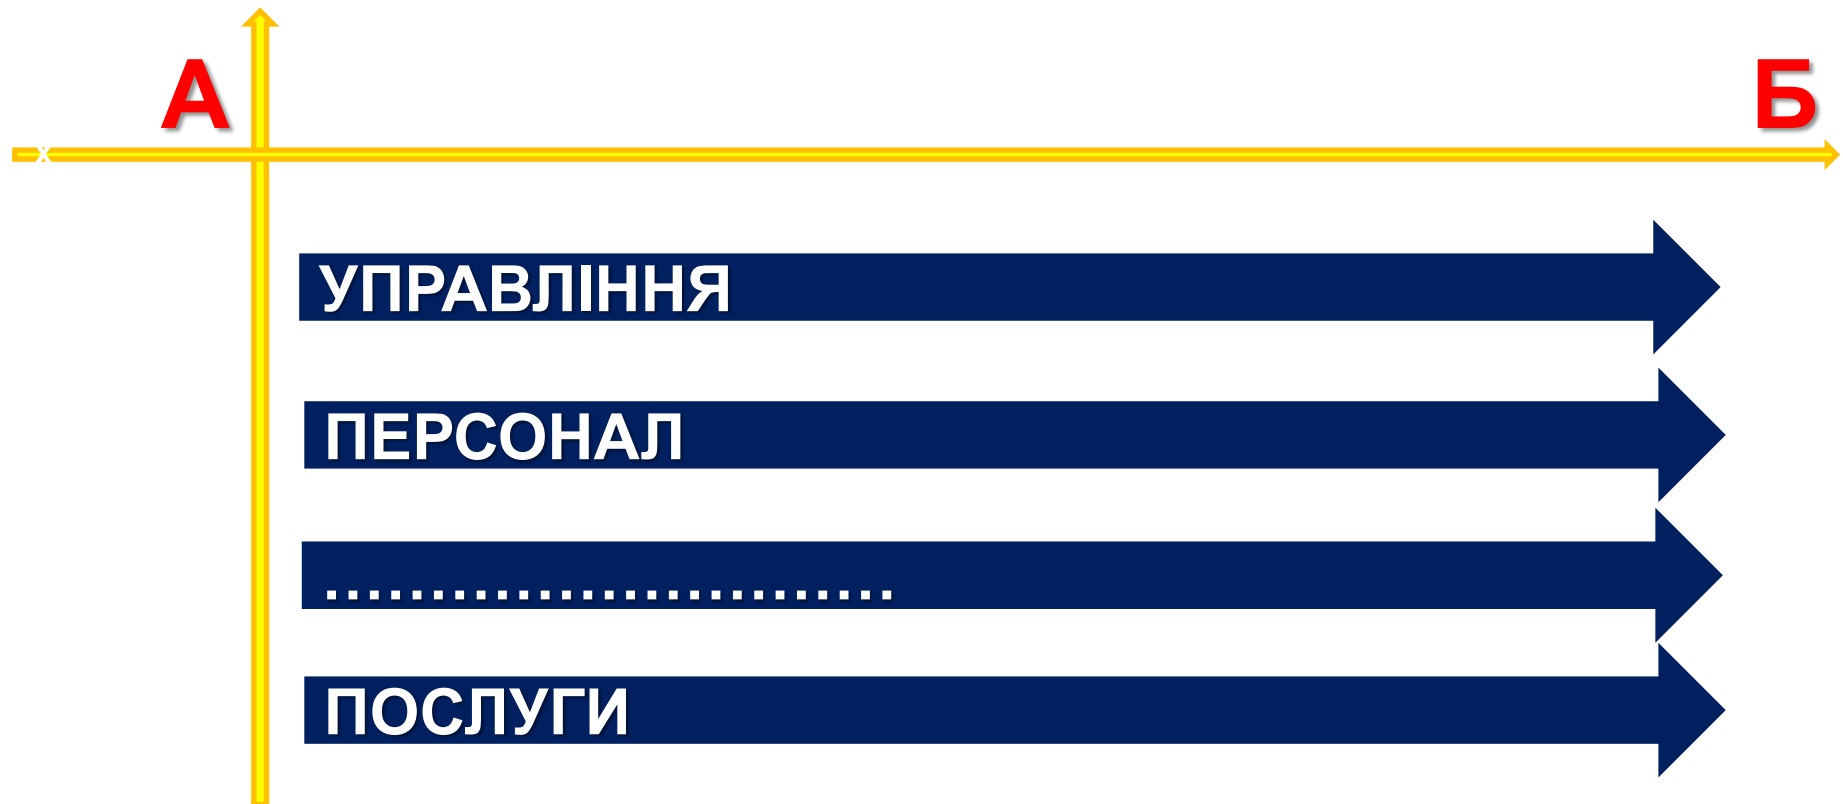 А Б
х
УПРАВЛІННЯ
ПЕРСОНАЛ
...........................
ПОСЛУГИ